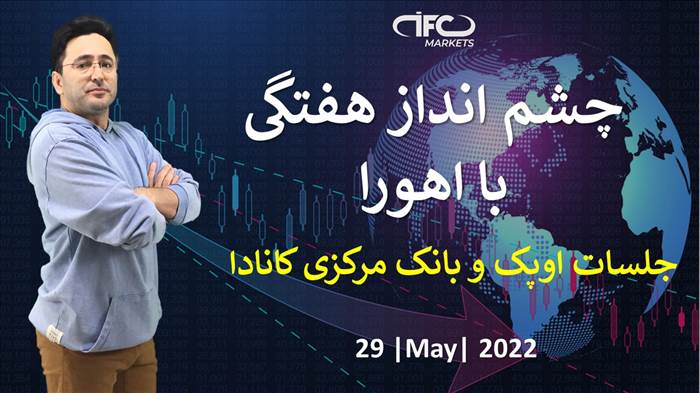 IFC
MARKETS
چشم انداز هفتگی
با اهورا
جلسات اوپک و بانک مرکزی کانادا
29 |May| 2022